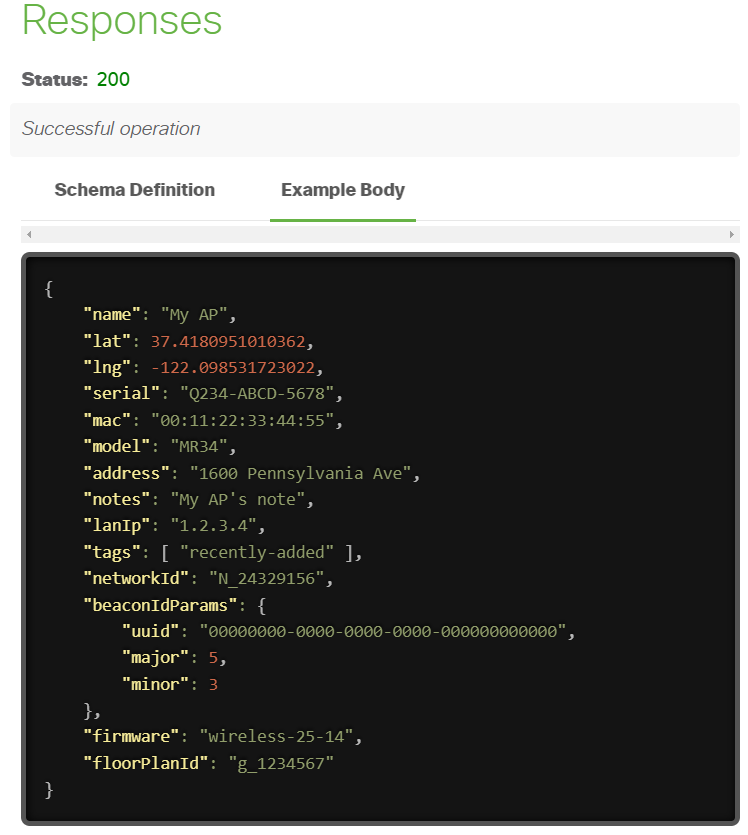 Responses
Status: 200
Successful operation
Schema Definition Example Body
{
    "name": "My AP",
    "lat": 37.4180951010362,
    "lng": -122.098531723022,
    "serial": "Q234-ABCD-5678",
    "mac": "00:11:22:33:44:55",
    "model": "MR34",
    "address": "1600 Pennsylvania Ave",
    "notes": "My AP's note",
    "lanIp": "1.2.3.4",
    "tags": [ "recently-added" ],
    "networkId": "N_24329156",
    "beaconIdParams": {
        "uuid": "00000000-0000-0000-0000-000000000000",
        "major": 5,
        "minor": 3
    },
    "firmware": "wireless-25-14",
    "floorPlanId": "g_1234567"
}